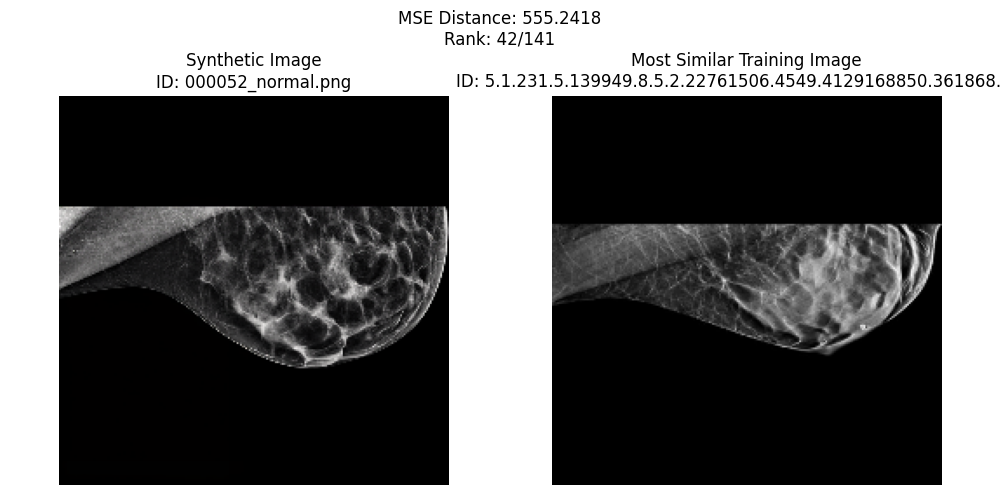 MSE Distance: 555.2418
Rank: 42/141
Synthetic Image
ID: 000052_normal.png
Most Similar Training Image
ID: 5.1.231.5.139949.8.5.2.22761506.4549.4129168850.361868.